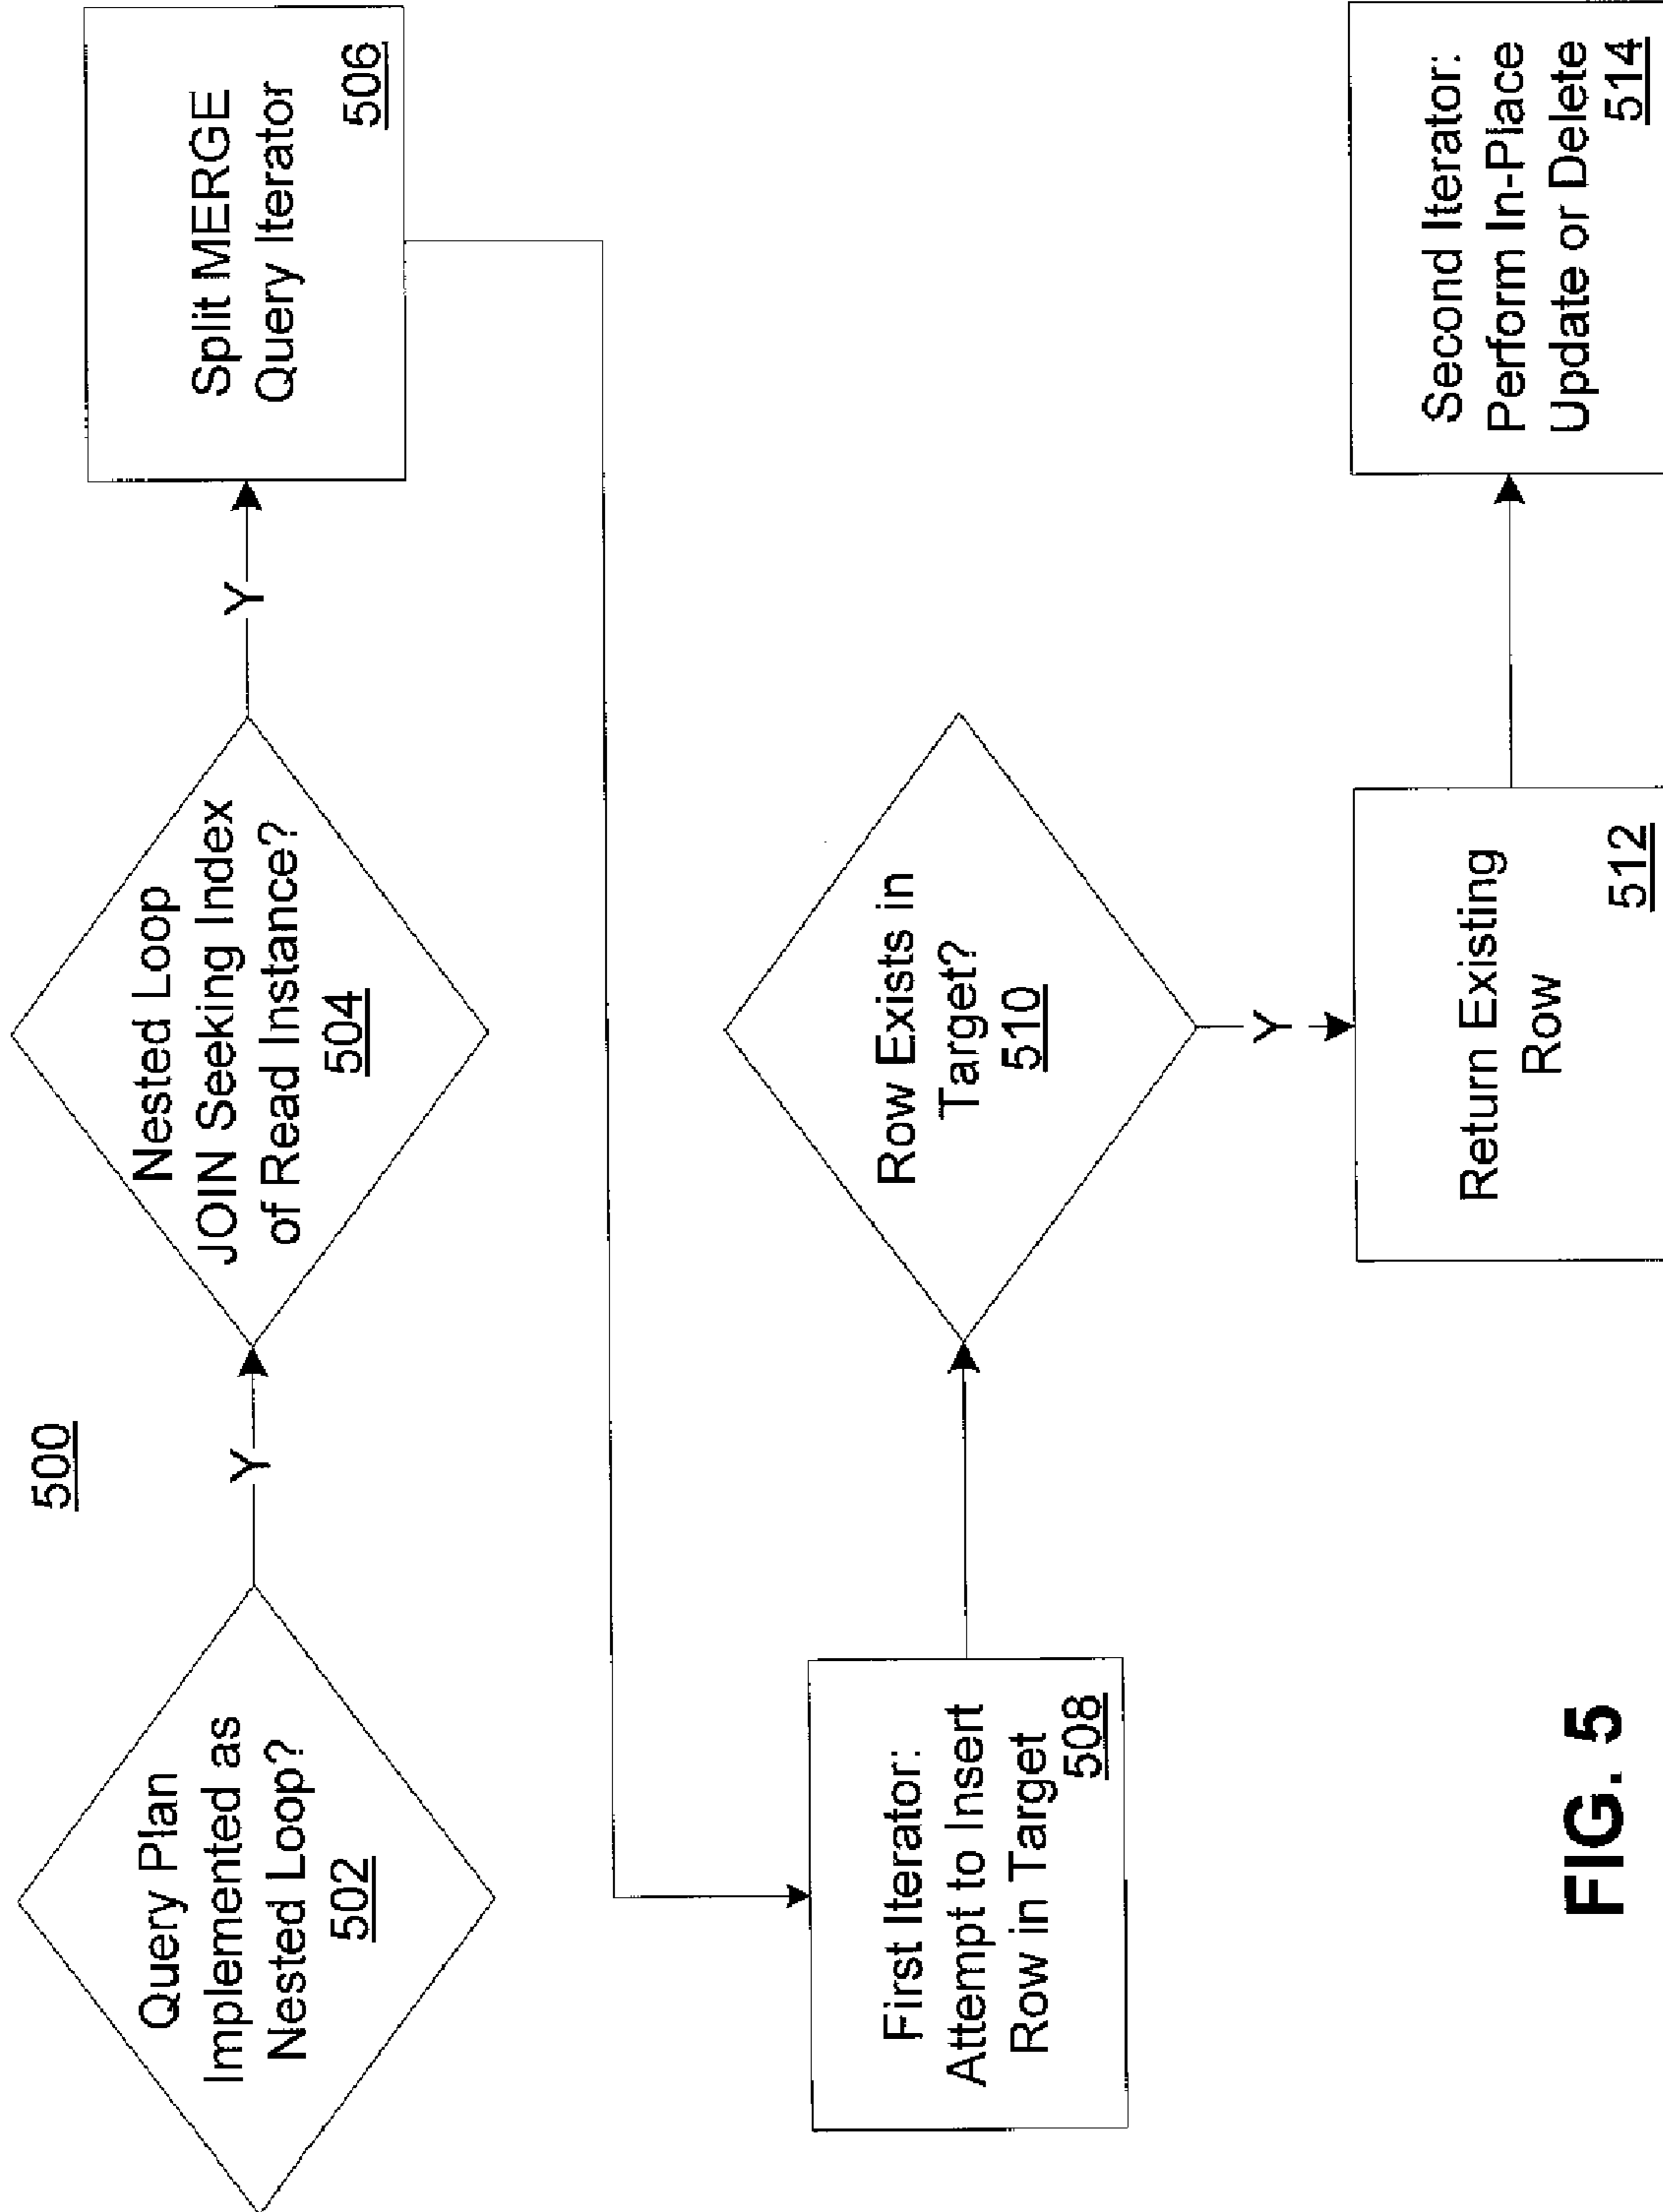 500
Query Plan
Implemented as
Nested Loop?
502
Y
Nested Loop
JOIN Seeking Index
of Read Instance?
504
Y
Split MERGE
Query Iterator
506
First Iterator:
Attempt to Insert
Row in Target
508
Row Exists in
Target?
510
Y
Return Existing
Row
512
Second Iterator:
Perform In-Place
Update or Delete
514
FIG. 5